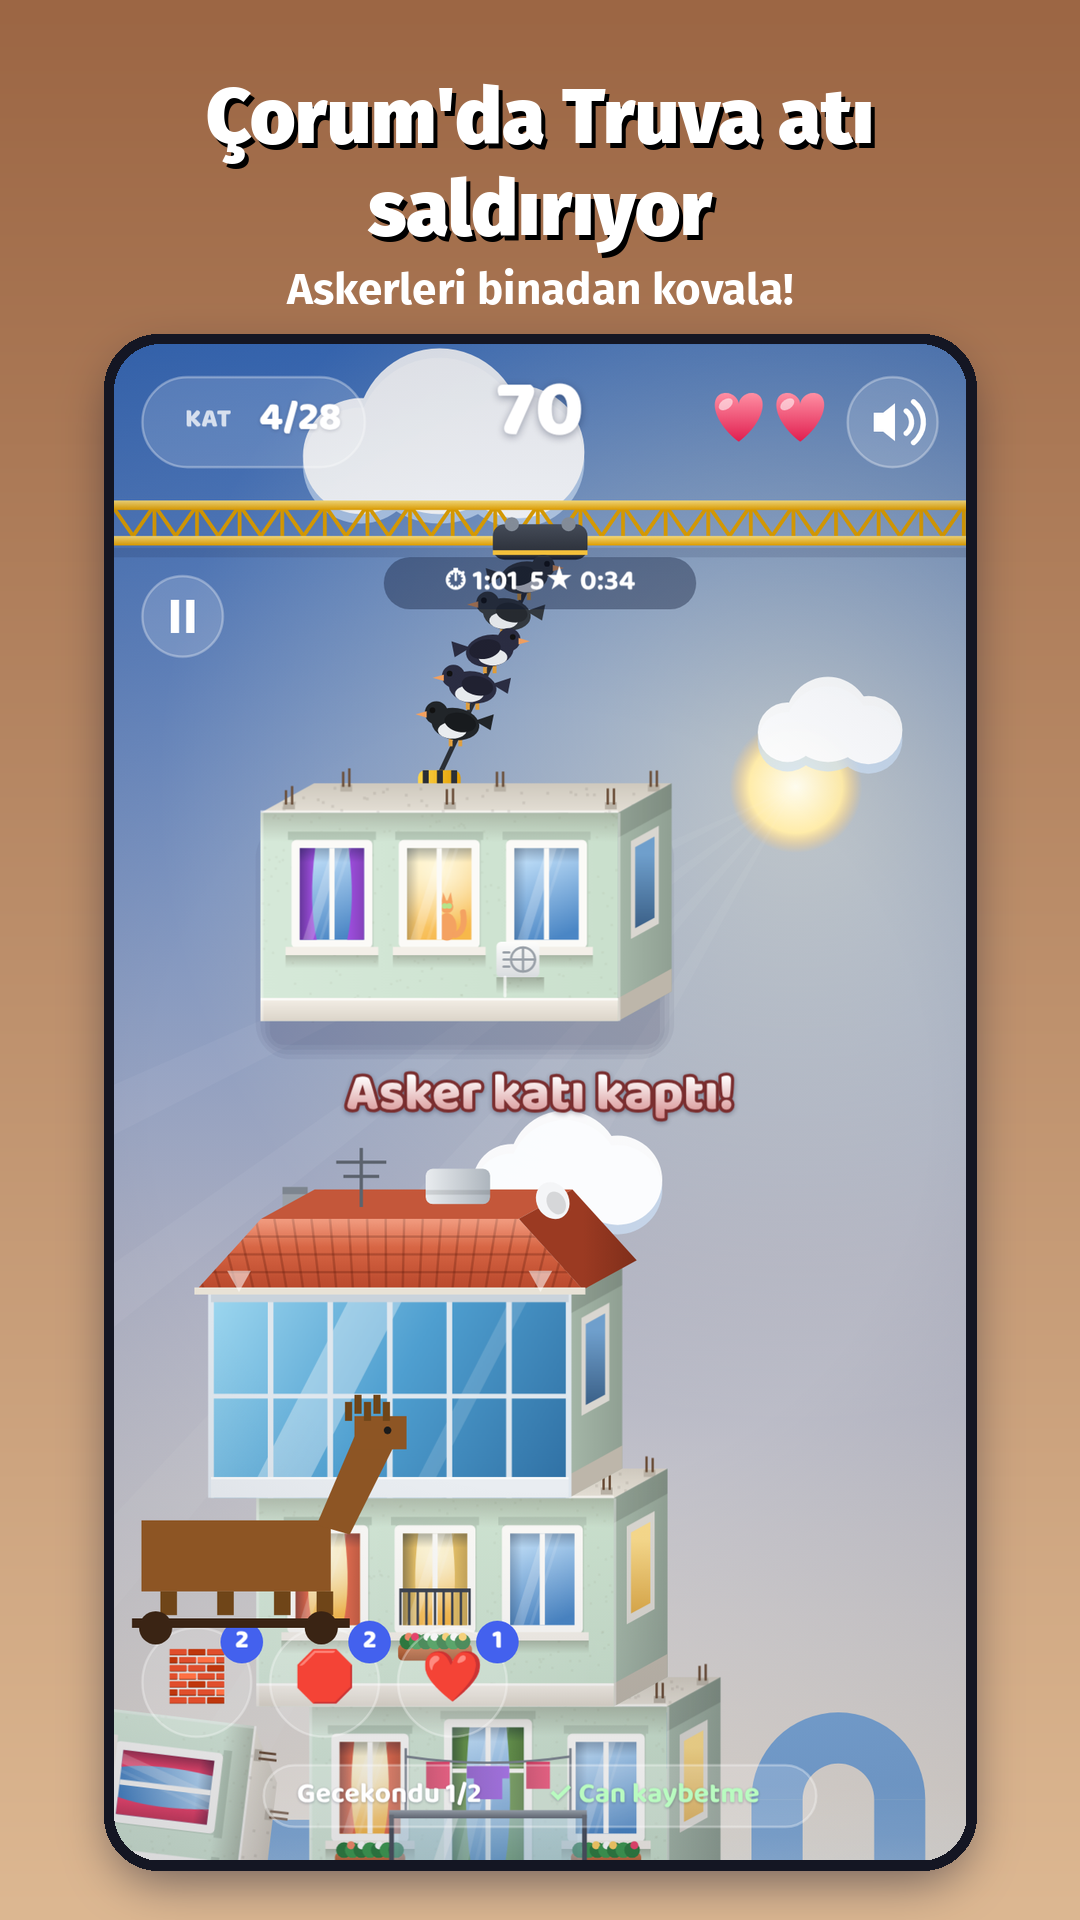 Çorum'da Truva atı
saldırıyor
Askerleri binadan kovala!
KAT 4/28
70
⏱ 1:01 5★ 0:34
Asker katı kaptı!
2
2
1
Gecekondu 1/2 ✓ Can kaybetme